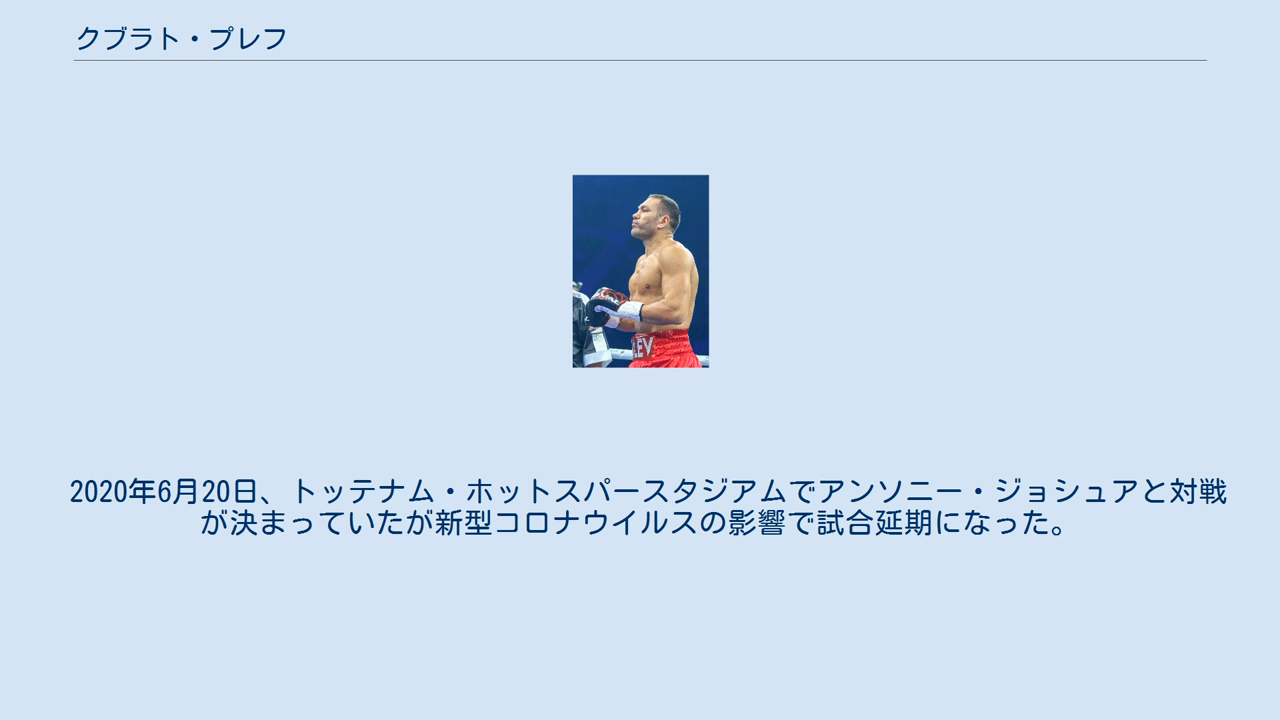 クブラト・プレフ
LEV
2020年6月20日、トッテナム・ホットスパースタジアムでアンソニー・ジョシュアと対戦
が決まっていたが新型コロナウイルスの影響で試合延期になった。